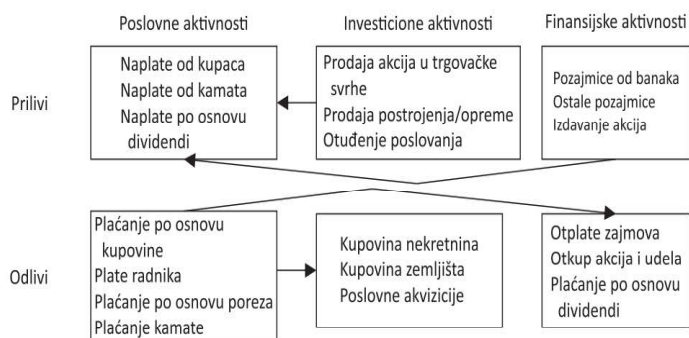 Poslovne aktivnosti
Investicione aktivnosti
Finansijske aktivnosti
Prilivi
Naplate od kupaca
Naplate od kamata
Naplate po osnovu
dividendi
Prodaja akcija u trgovačke
svrhe
Prodaja postrojenja/opreme
Otuđenje poslovanja
Pozajmice od banaka
Ostale pozajmice
Izdavanje akcija
Odlivi
Plaćanje po osnovu
kupovine
Plate radnika
Plaćanje po osnovu poreza
Plaćanje kamate
Kupovina nekretnina
Kupovina zemljišta
Poslovne akvizicije
Otplate zajmova
Otkup akcija i udela
Plaćanje po osnovu
dividendi